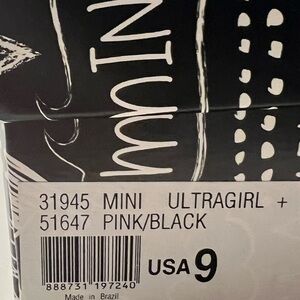 MINI
31945 MINI ULTRAGIRL +
51647 PINK/BLACK
USA 9
888731 197240
Made in Brazil